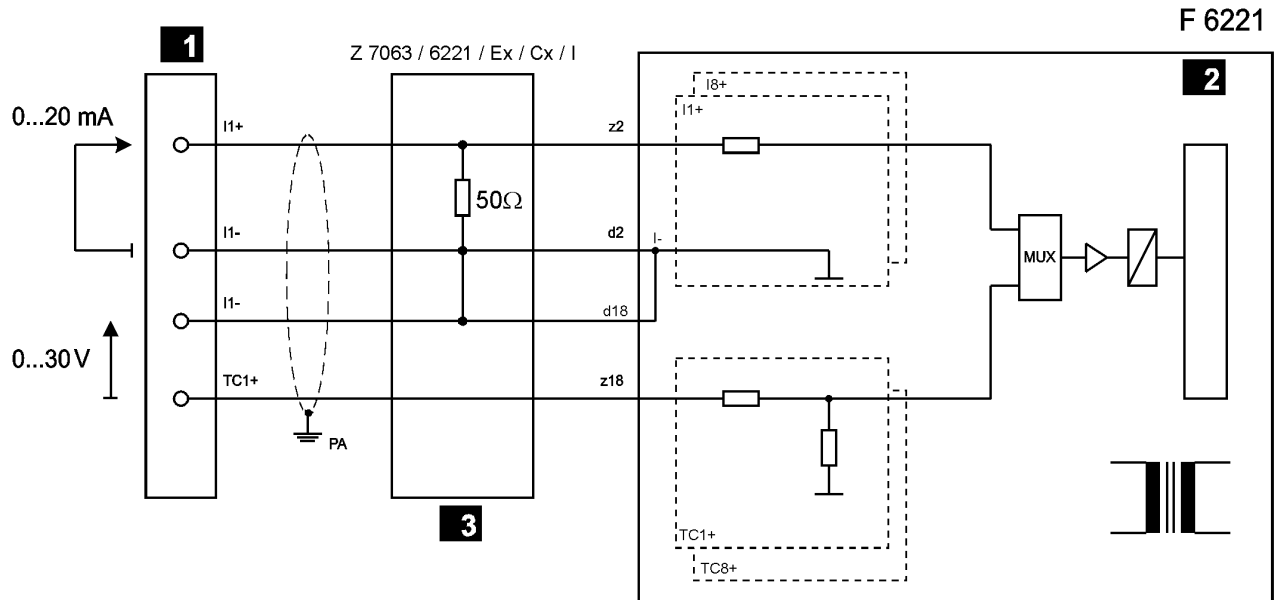 F 6221
1
Z 7063 / 6221 / Ex / Cx / I
2
I8+
I1+
0...20 mA
I1+
z2
50Ω
I1-
d2
I-
MUX
I1-
d18
0...30 V
TC1+
z18
PA
3
TC1+
TC8+